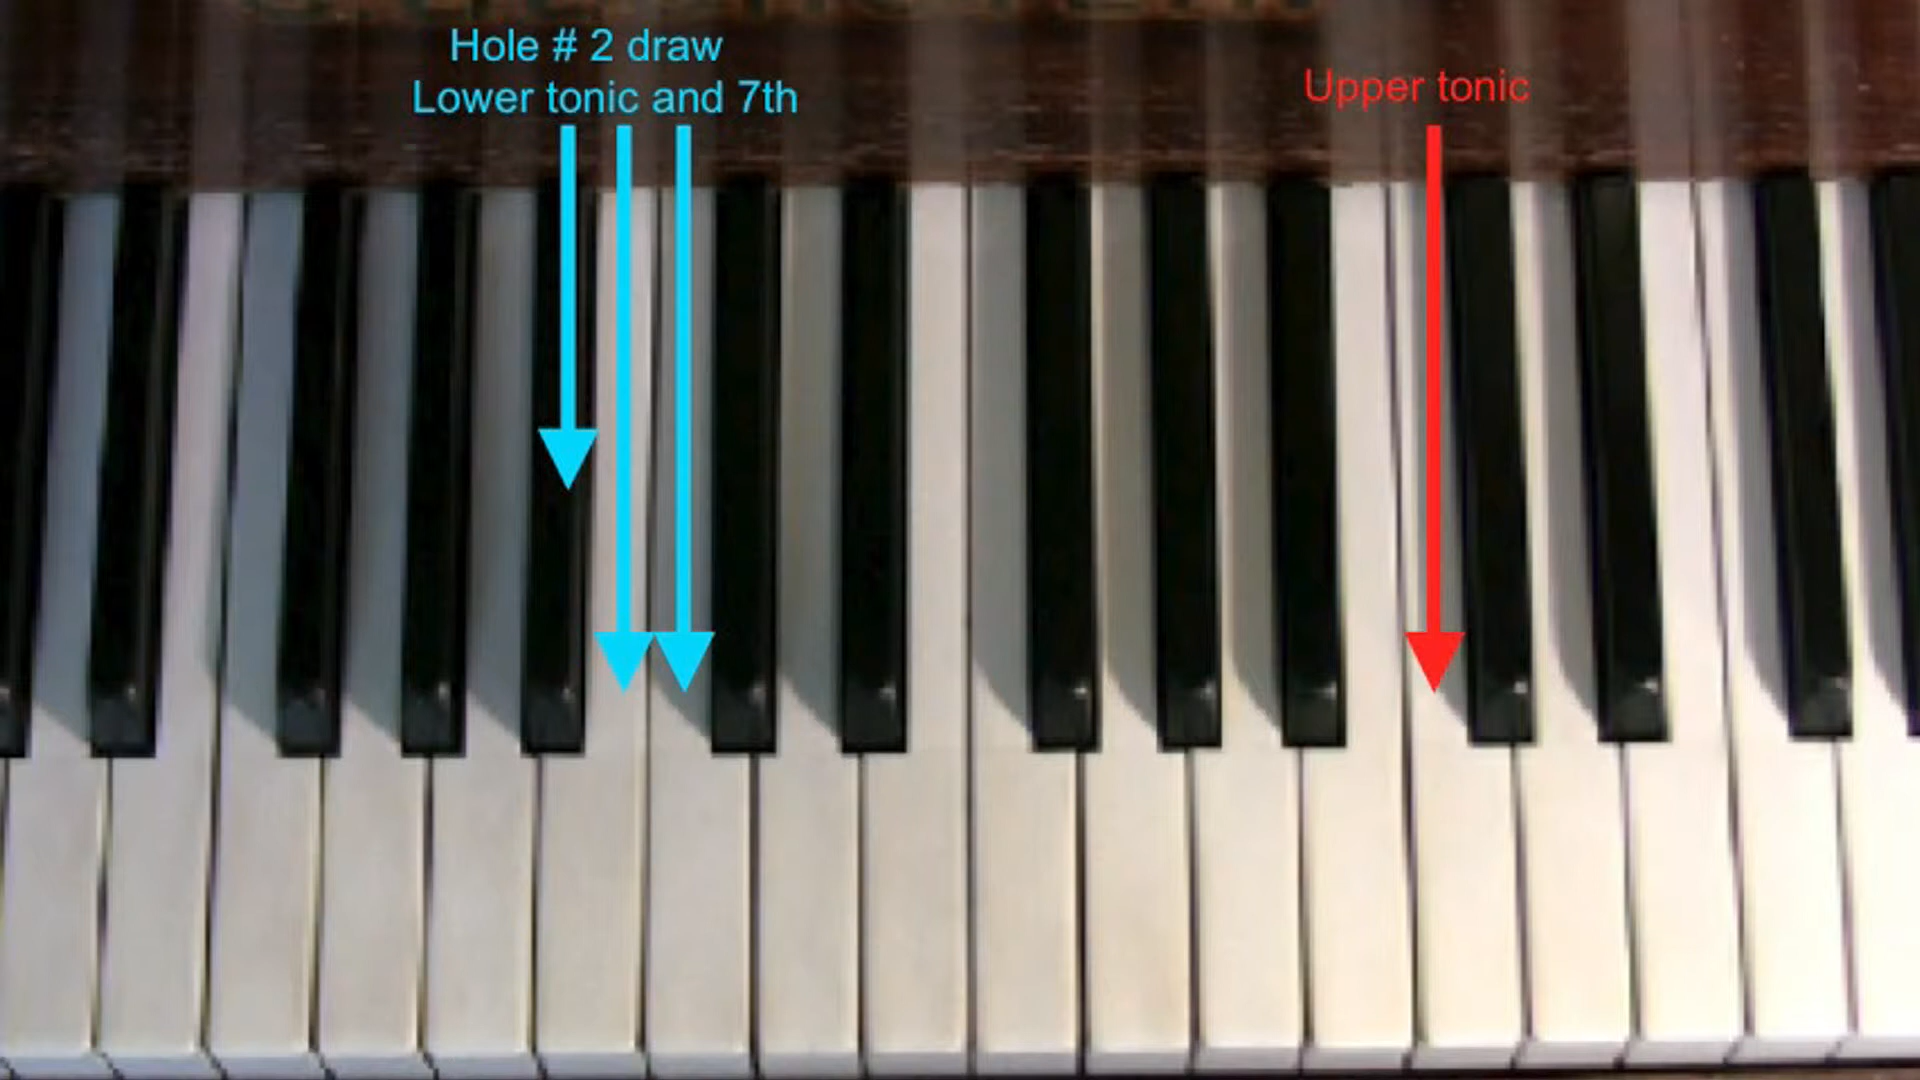 Hole # 2 draw
Lower tonic and 7th
Upper tonic